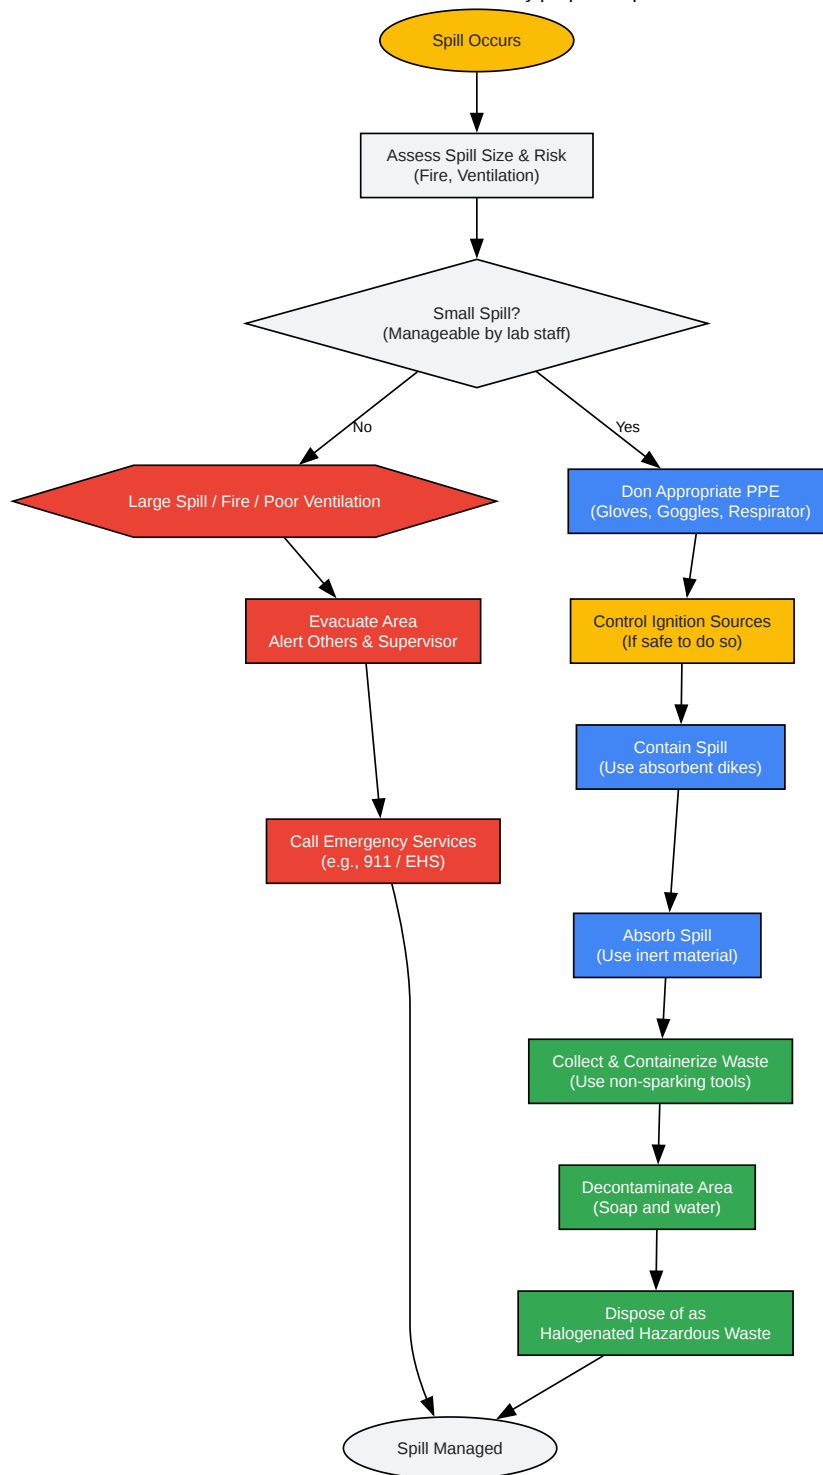 Spill Occurs
Assess Spill Size & Risk
(Fire, Ventilation)
Small Spill?
(Manageable by lab staff)
No
Yes
Large Spill / Fire / Poor Ventilation
Don Appropriate PPE
(Gloves, Goggles, Respirator)
Evacuate Area
Alert Others & Supervisor
Control Ignition Sources
(If safe to do so)
Contain Spill
(Use absorbent dikes)
Call Emergency Services
(e.g., 911 / EHS)
Absorb Spill
(Use inert material)
Collect & Containerize Waste
(Use non-sparking tools)
Decontaminate Area
(Soap and water)
Dispose of as
Halogenated Hazardous Waste
Spill Managed